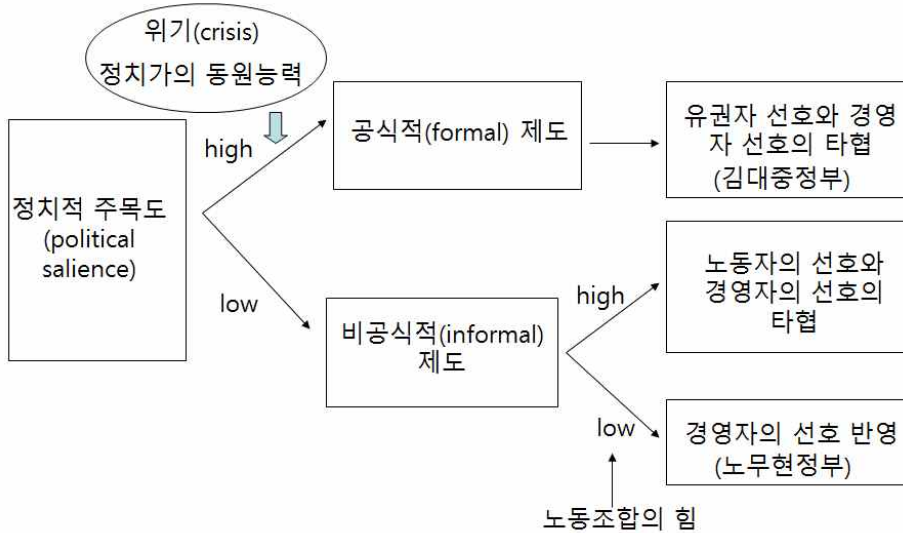 위기(crisis)
정치가의 동원능력
high
공식적(formal) 제도
유권자 선호와 경영
자 선호의 타협
(김대중정부)
정치적 주목도
(political
salience)
low
비공식적(informal)
제도
high
노동자의 선호와
경영자의 선호의
타협
low
경영자의 선호 반영
(노무현정부)
노동조합의 힘